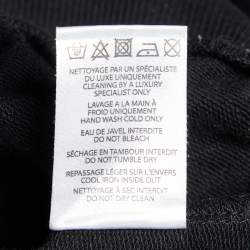 NETTOYAGE PAR UN SPÉCIALISTE
DU LUXE UNIQUEMENT
CLEANING BY A LUXURY
SPECIALIST ONLY
LAVAGE A LA MAIN À
FROID UNIQUEMENT
HAND WASH COLD ONLY
EAU DE JAVEL INTERDITE
DO NOT BLEACH
SÉCHAGE EN TAMBOUR INTERDIT
DO NOT TUMBLE DRY
REPASSAGE LÉGER SUR L'ENVERS
COOL IRON INSIDE OUT
NETTOYAGE À SEC INTERDIT
DO NOT DRY CLEAN